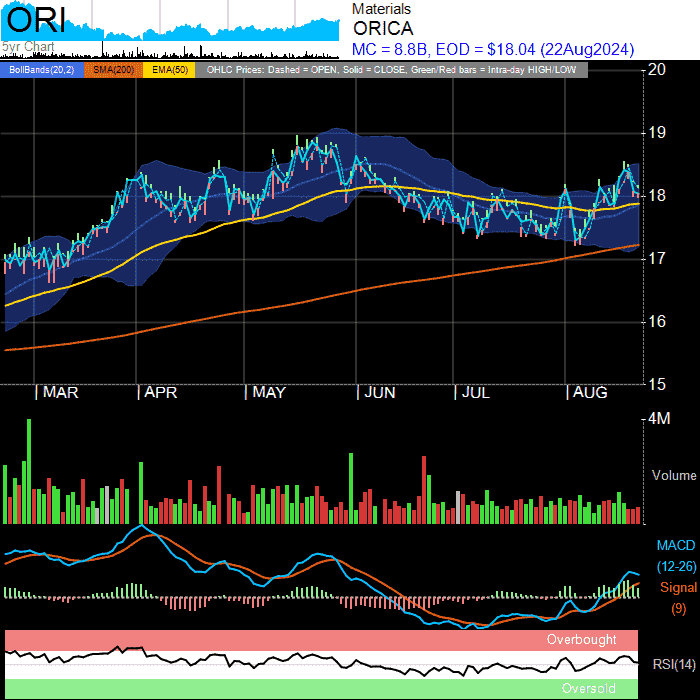 ORI
5yr Chart
Materials
ORICA
MC = 8.8B, EOD = $18.04 (22Aug2024)
BollBands(20,2) SMA(200) EMA(50) OHLC Prices: Dashed = OPEN, Solid = CLOSE, Green/Red bars = Intra-day HIGH/LOW
20
19
18
17
16
15
MAR APR MAY JUN JUL AUG
4M
Volume
MACD
(12-26)
Signal
(9)
Overbought
RSI(14)
Oversold